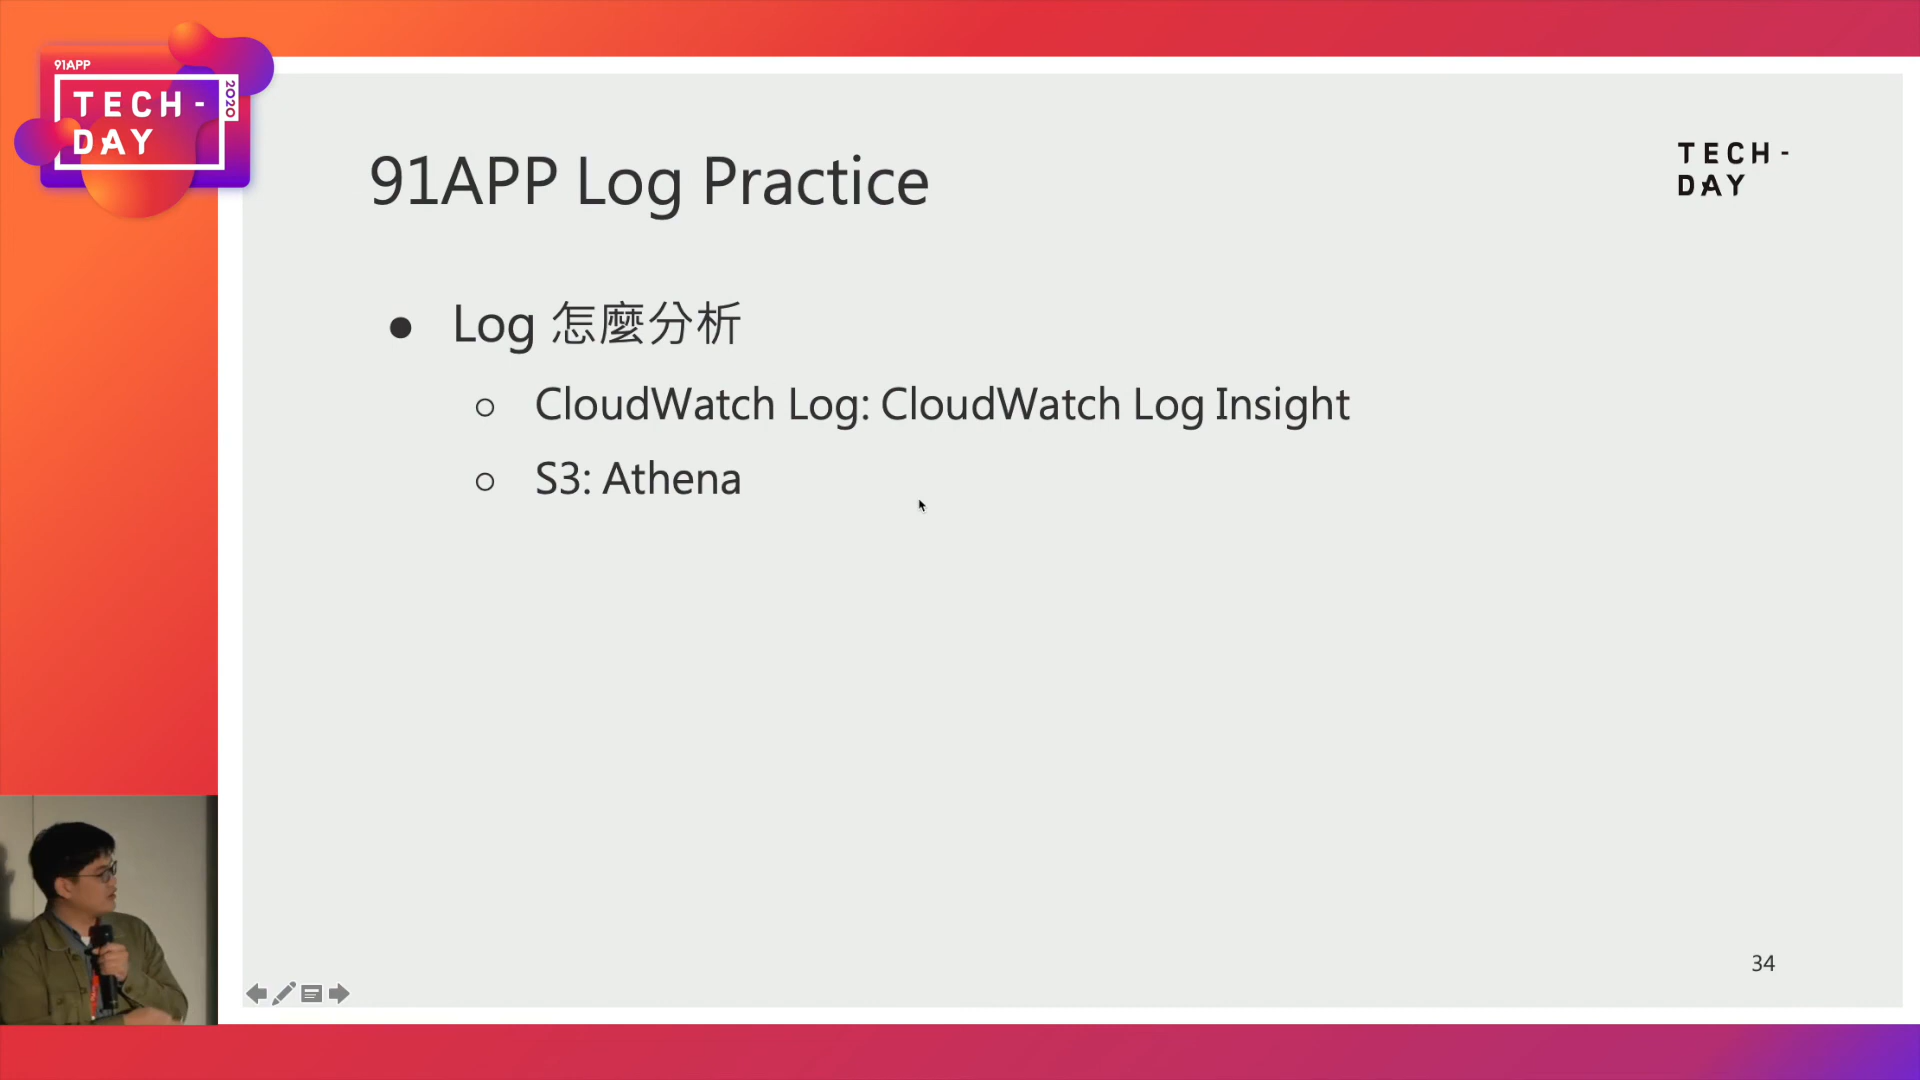 91APP
TECH-
DAY
2020
TECH-
DAY
91APP Log Practice
● Log 怎麼分析
○ CloudWatch Log: CloudWatch Log Insight
○ S3: Athena
34